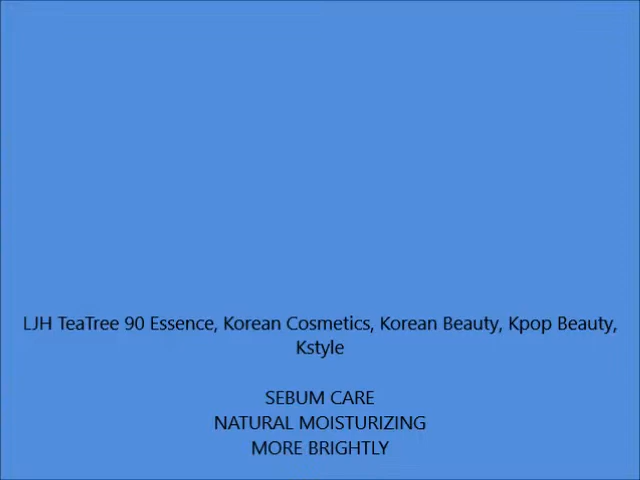 LJH TeaTree 90 Essence, Korean Cosmetics, Korean Beauty, Kpop Beauty,
Kstyle
SEBUM CARE
NATURAL MOISTURIZING
MORE BRIGHTLY